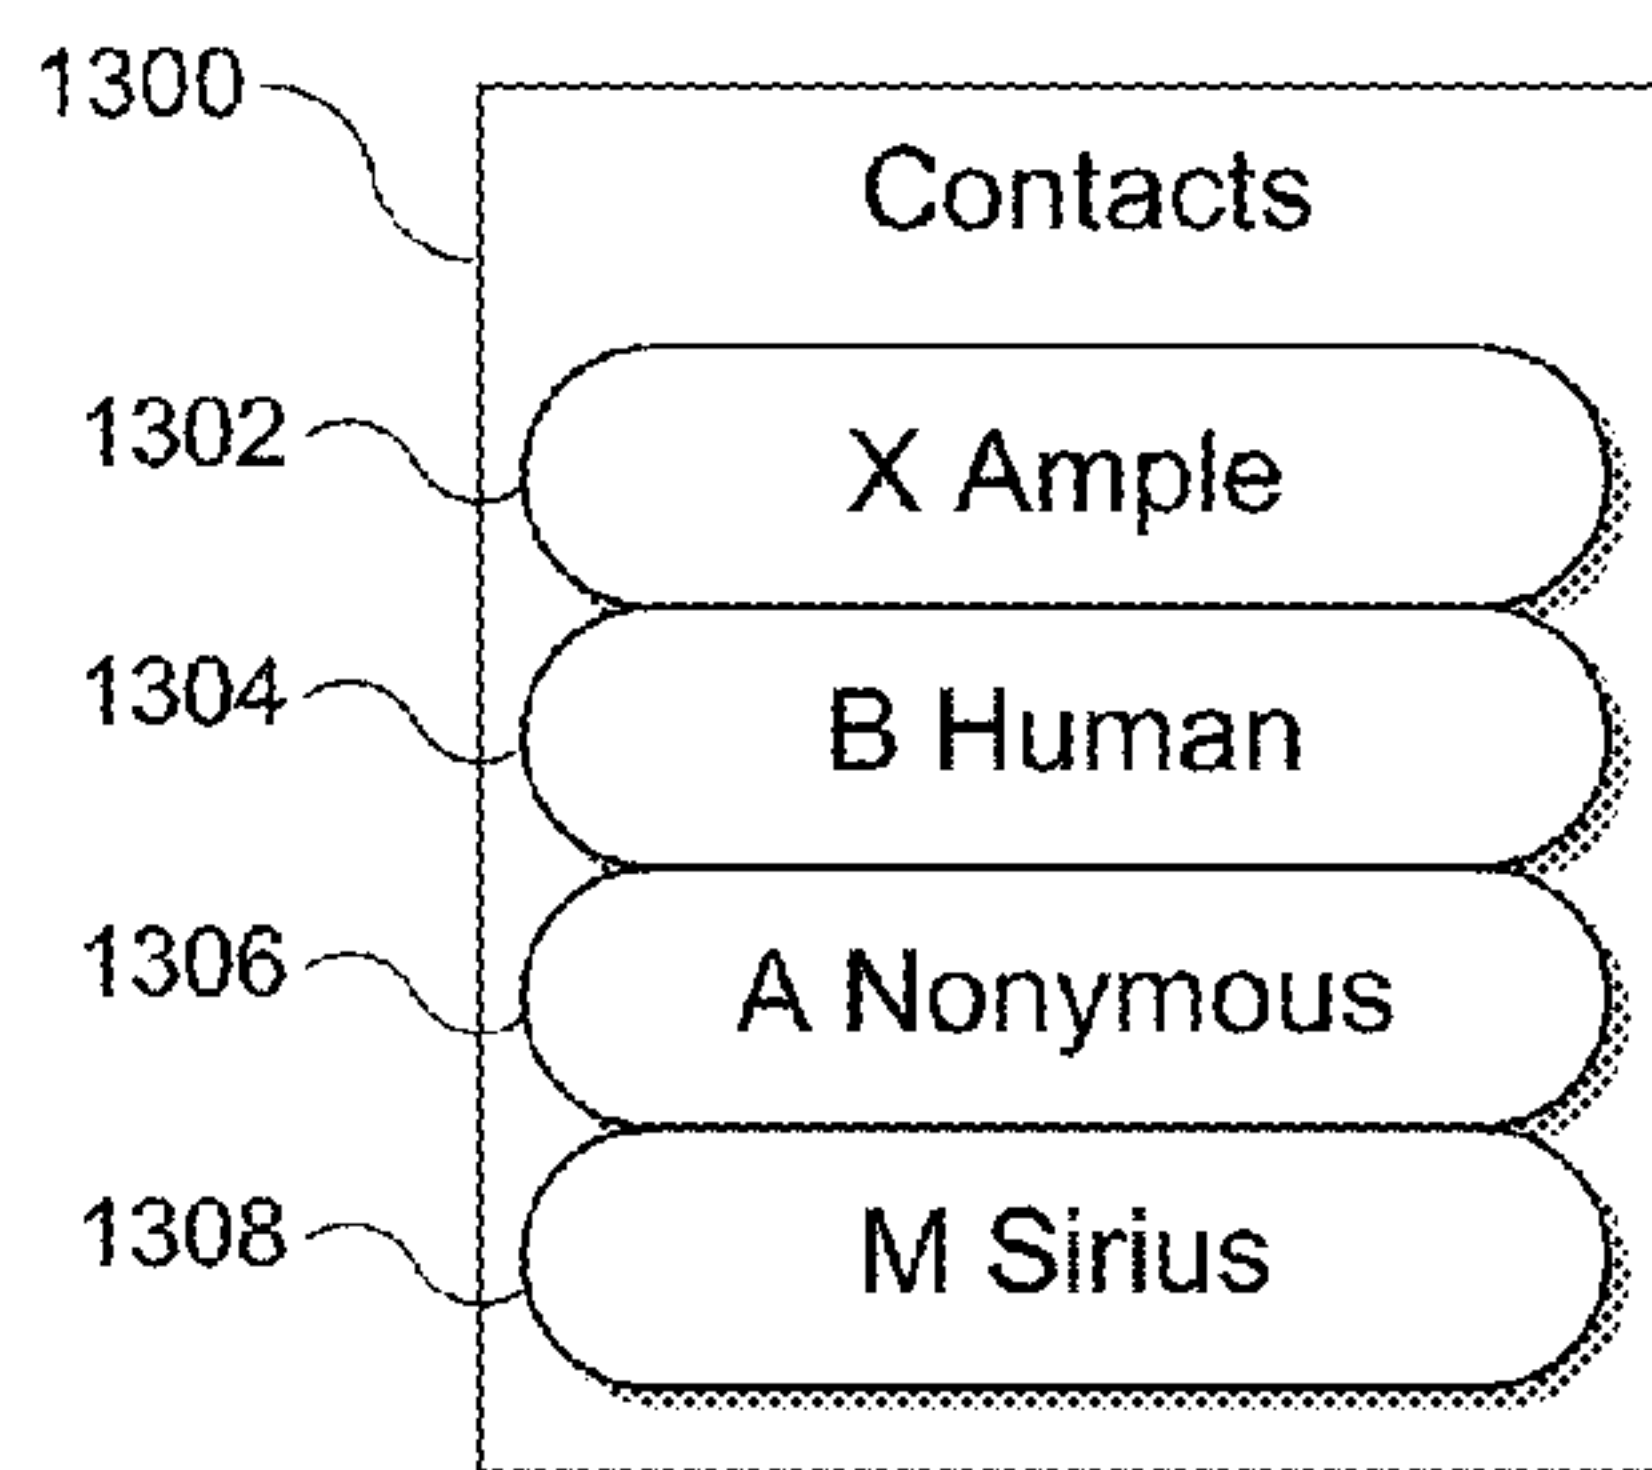 1300
Contacts
1302
X Ample
1304
B Human
1306
A Nonymous
1308
M Sirius